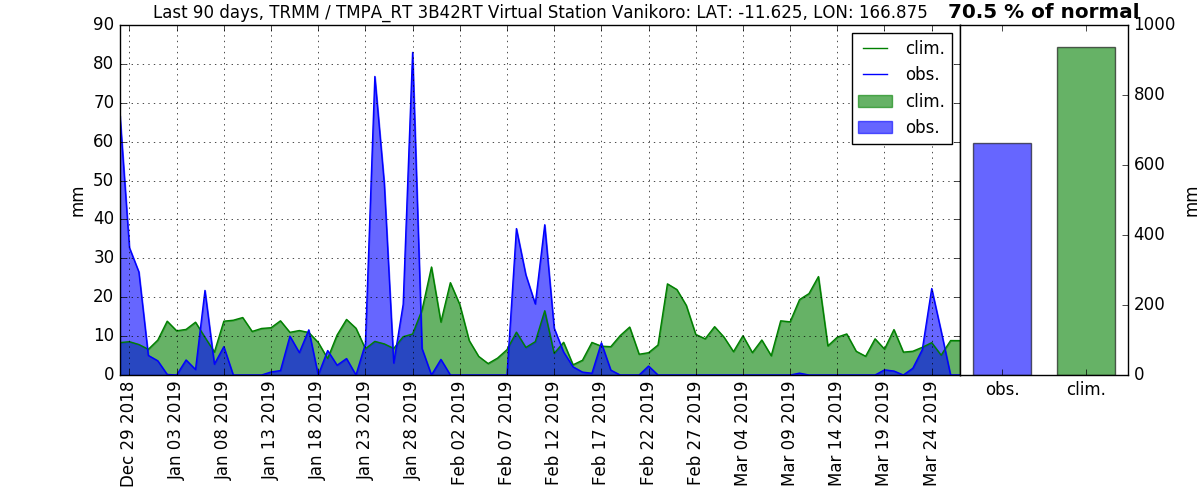 Last 90 days, TRMM / TMPA_RT 3B42RT Virtual Station Vanikoro: LAT: -11.625, LON: 166.875
70.5 % of normal
90
80
70
60
50
40
30
20
10
0
mm
clim.
obs.
clim.
obs.
Dec 29 2018
Jan 03 2019
Jan 08 2019
Jan 13 2019
Jan 18 2019
Jan 23 2019
Jan 28 2019
Feb 02 2019
Feb 07 2019
Feb 12 2019
Feb 17 2019
Feb 22 2019
Feb 27 2019
Mar 04 2019
Mar 09 2019
Mar 14 2019
Mar 19 2019
Mar 24 2019
1000
800
600
400
200
0
mm
obs.
clim.